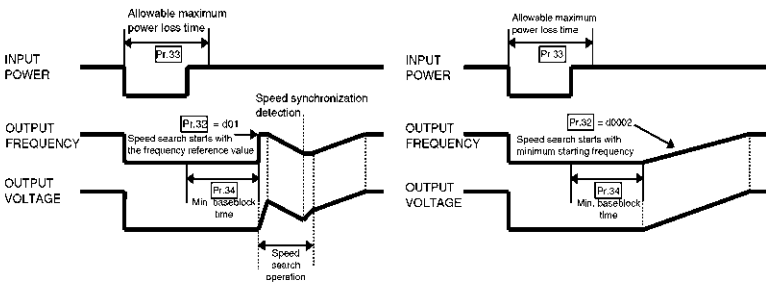 Allowable maximum
power loss time
Pr.33
INPUT
POWER
Speed synchronization
detection
Pr.32 = d01
OUTPUT
FREQUENCY
Speed search starts with
the frequency reference value
Pr.34
Min. baseblock
time
OUTPUT
VOLTAGE
Speed
search
operation
Allowable maximum
power loss time
Pr 33
INPUT
POWER
Pr.32 = d0002
OUTPUT
FREQUENCY
Speed search starts with
minimum starting frequency
Pr.34
Min. baseblock
time
OUTPUT
VOLTAGE